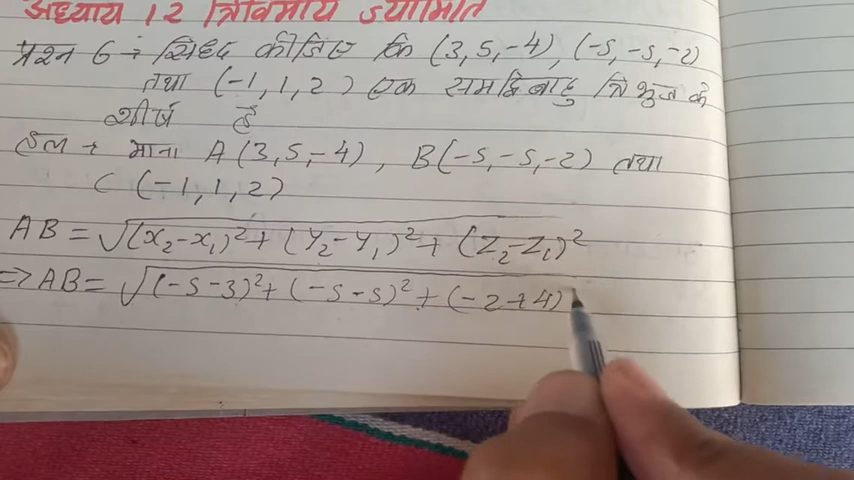 अध्याय 12 त्रिविमीय ज्यामिति
प्रश्न 6 → सिद्ध कीजिए कि (3, 5, -4), (-5, -5, -2)
तथा (-1, 1, 2) एक समद्विबाहु त्रिभुज के
शीर्ष हैं
हल → माना A(3, 5, -4), B(-5, -5, -2) तथा
C (-1, 1, 2)
AB = √(x₂-x₁)² + (y₂-y₁)² + (z₂-z₁)²
⇒ AB = √(-5-3)² + (-5-5)² + (-2+4)